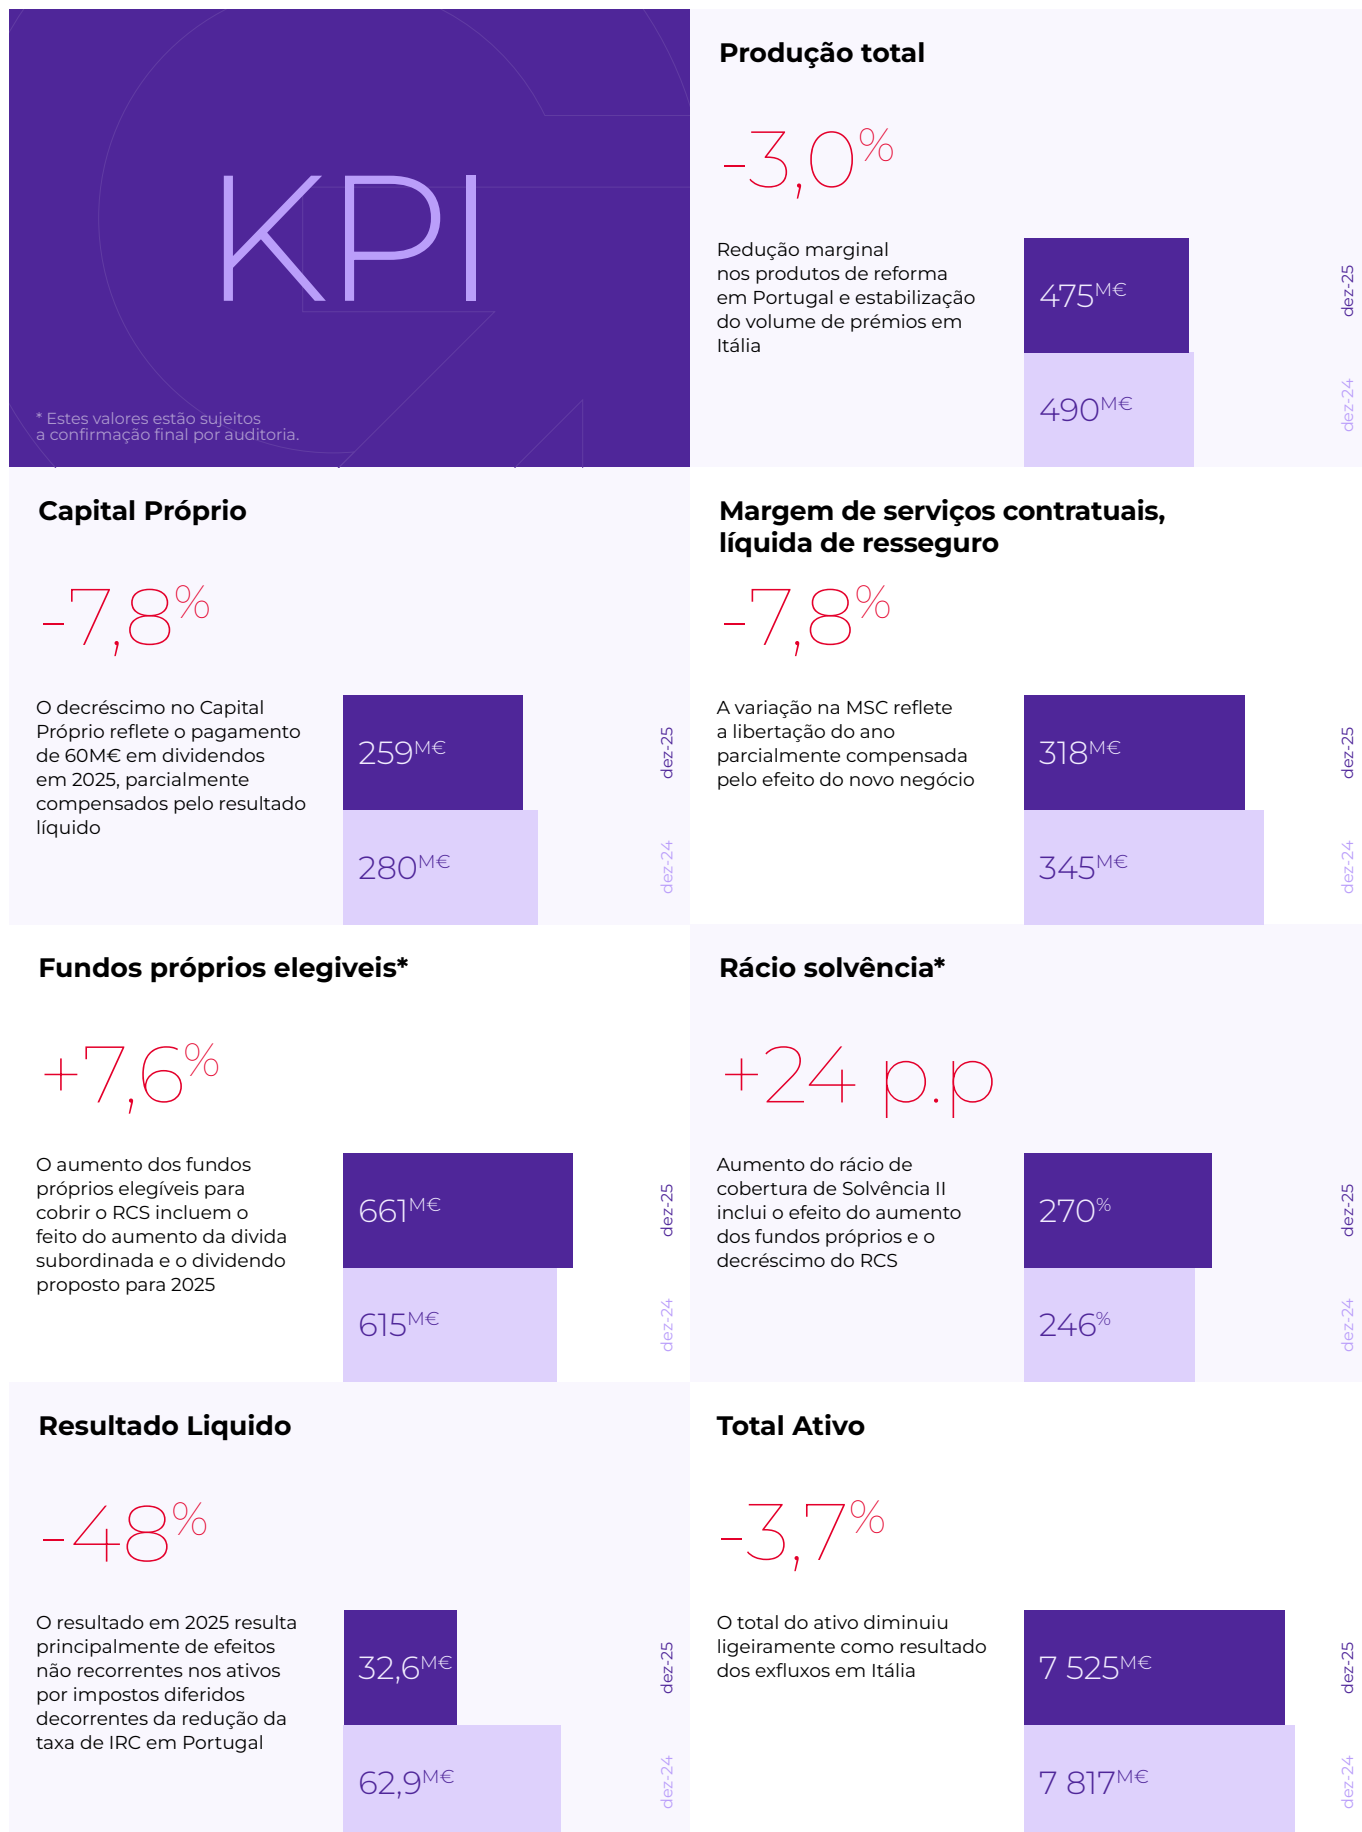 KPI
* Estes valores estão sujeitos
a confirmação final por auditoria.
Produção total
-3,0%
Redução marginal
nos produtos de reforma
em Portugal e estabilização
do volume de prémios em
Itália
475M€
dez-25
490M€
dez-24
Capital Próprio
-7,8%
O decréscimo no Capital
Próprio reflete o pagamento
de 60M€ em dividendos
em 2025, parcialmente
compensados pelo resultado
líquido
259M€
dez-25
280M€
dez-24
Margem de serviços contratuais,
líquida de resseguro
-7,8%
A variação na MSC reflete
a libertação do ano
parcialmente compensada
pelo efeito do novo negócio
318M€
dez-25
345M€
dez-24
Fundos próprios elegiveis*
+7,6%
O aumento dos fundos
próprios elegíveis para
cobrir o RCS incluem o
feito do aumento da divida
subordinada e o dividendo
proposto para 2025
661M€
dez-25
615M€
dez-24
Rácio solvência*
+24 p.p
Aumento do rácio de
cobertura de Solvência II
inclui o efeito do aumento
dos fundos próprios e o
decréscimo do RCS
270%
dez-25
246%
dez-24
Resultado Liquido
-48%
O resultado em 2025 resulta
principalmente de efeitos
não recorrentes nos ativos
por impostos diferidos
decorrentes da redução da
taxa de IRC em Portugal
32,6M€
dez-25
62,9M€
dez-24
Total Ativo
-3,7%
O total do ativo diminuiu
ligeiramente como resultado
dos exfluxos em Itália
7 525M€
dez-25
7 817M€
dez-24